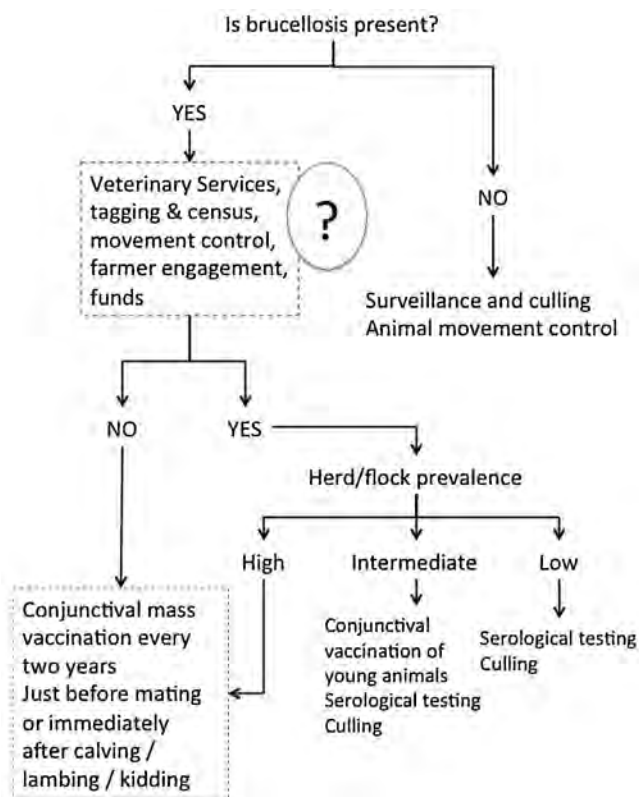 Is brucellosis present?
YES
Veterinary Services,
tagging & census,
movement control,
farmer engagement,
funds
?
NO
Surveillance and culling
Animal movement control
NO
YES
Herd/flock prevalence
High
Intermediate
Low
Conjunctival mass
vaccination every
two years
Just before mating
or immediately
after calving /
lambing / kidding
Conjunctival
vaccination of
young animals
Serological testing
Culling
Serological testing
Culling